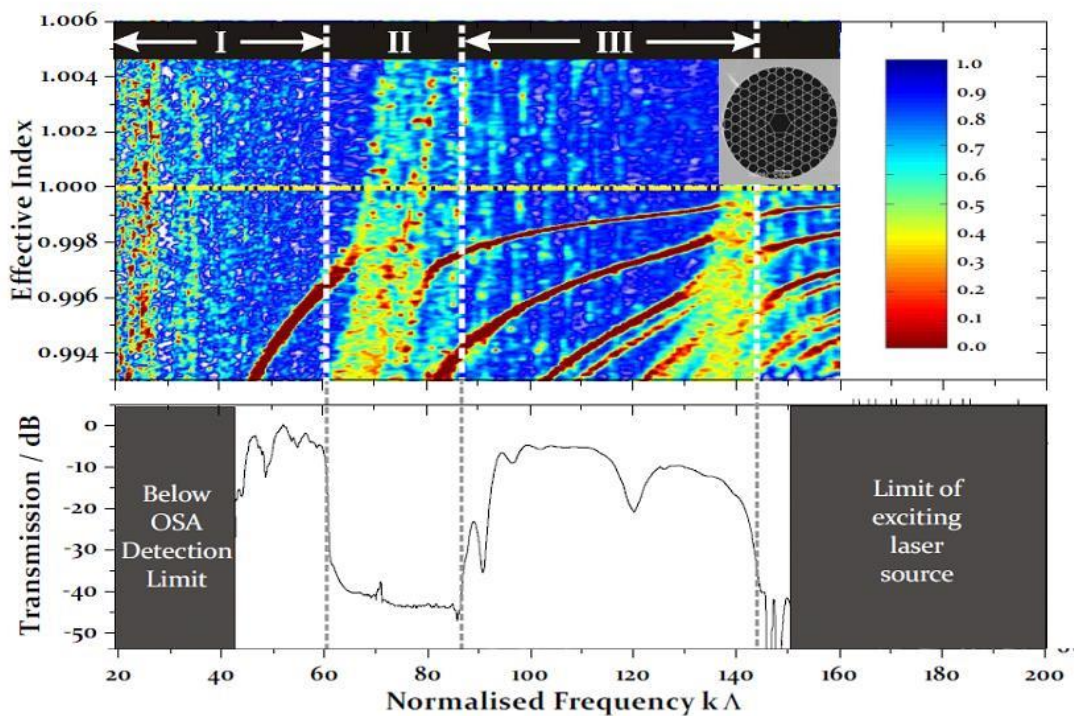 1.006
1.004
1.002
1.000
0.998
0.996
0.994
Effective Index
I
II
III
1.0
0.9
0.8
0.7
0.6
0.5
0.4
0.3
0.2
0.1
0.0
0
-10
-20
-30
-40
-50
Transmission / dB
Below
OSA
Detection
Limit
Limit of
exciting
laser
source
20 40 60 80 100 120 140 160 180 200
Normalised Frequency k Λ